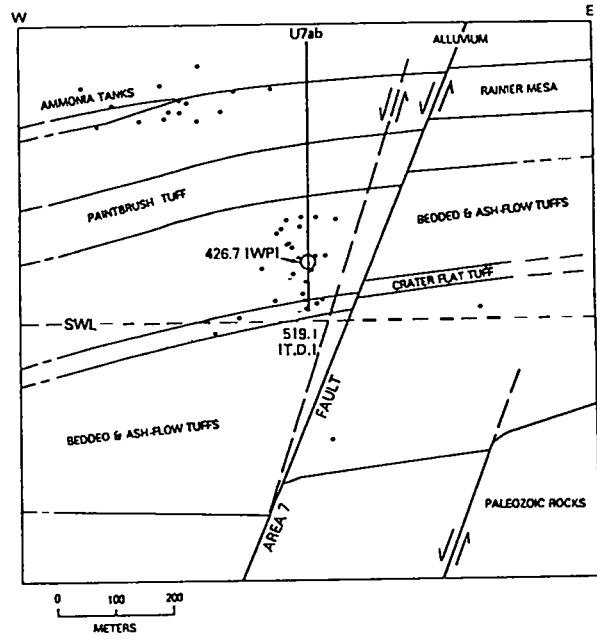 W
E
U7ab
ALLUVIUM
AMMONIA TANKS
RAINIER MESA
PAINTBRUSH TUFF
BEDDED & ASH-FLOW TUFFS
426.7 (WP)
CRATER FLAT TUFF
SWL
519.1
(T.D.)
BEDDED & ASH-FLOW TUFFS
AREA 7
FAULT
PALEOZOIC ROCKS
0
100
200
METERS